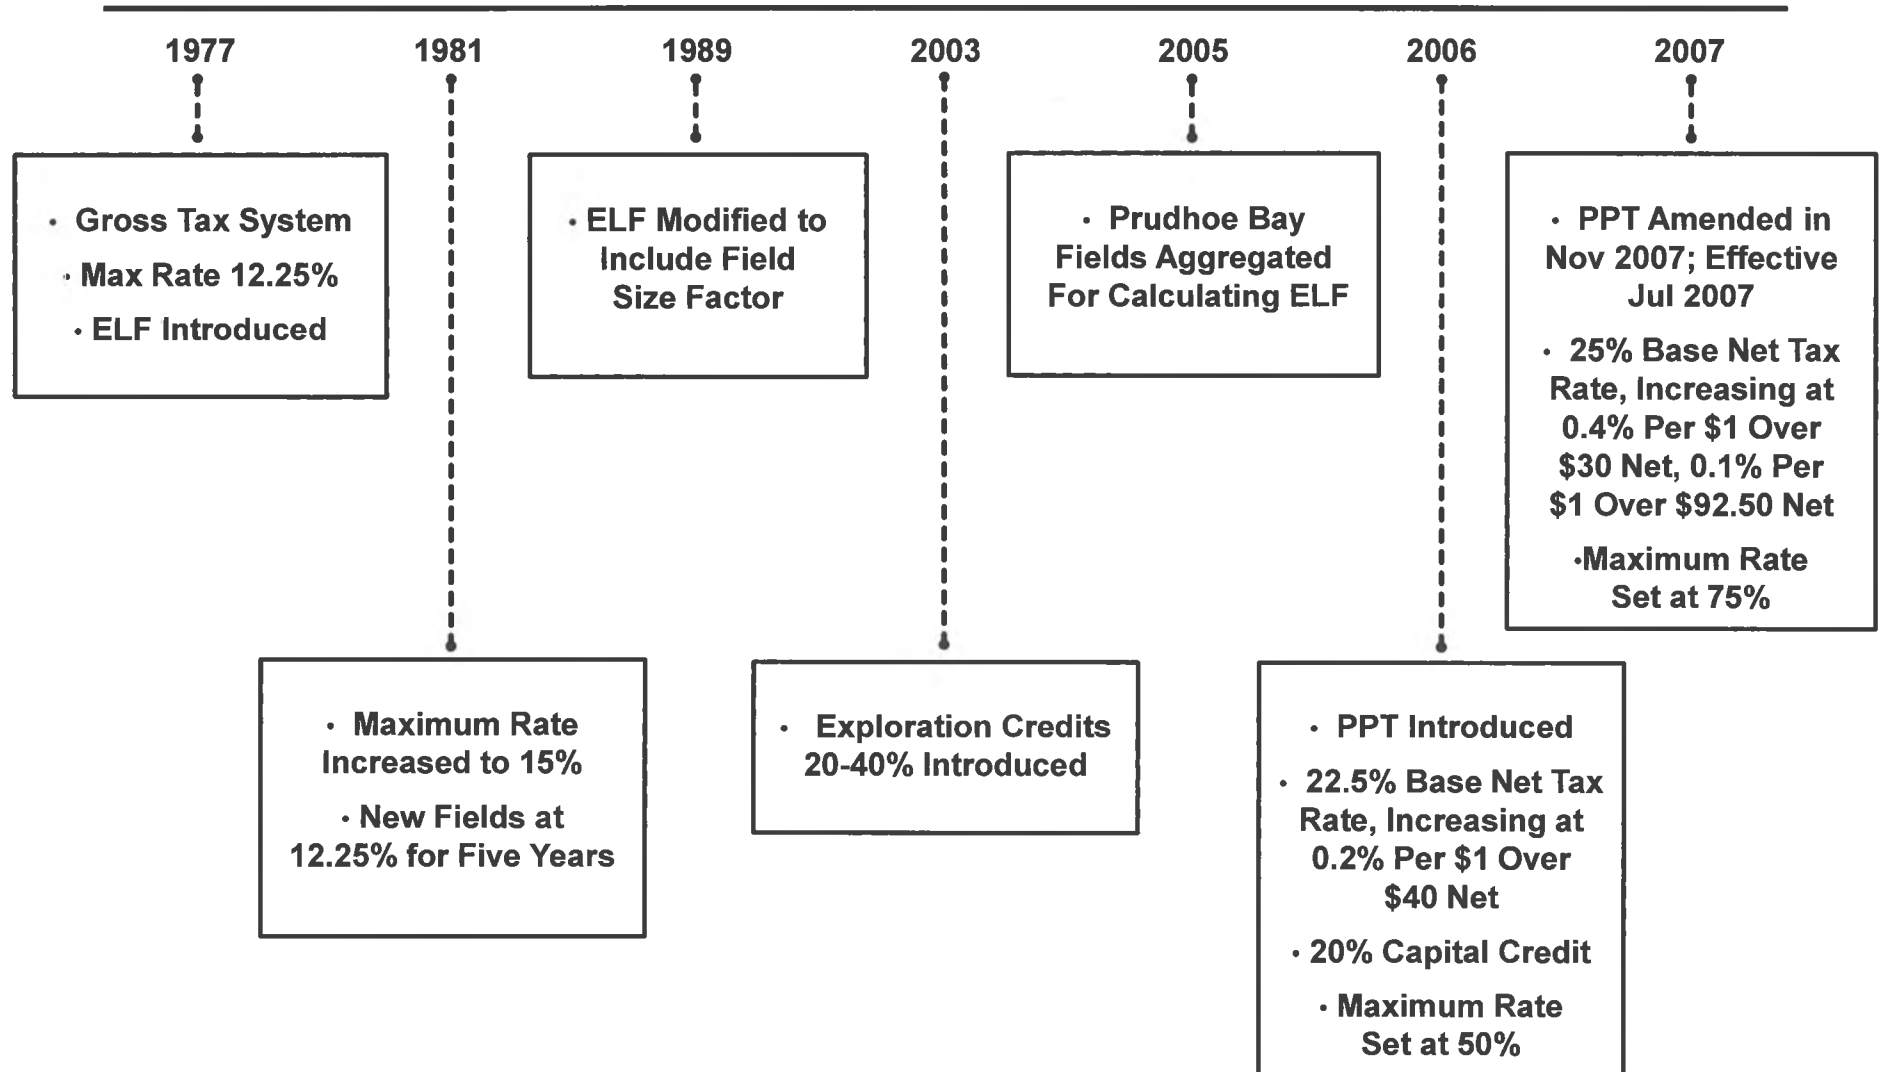 1977 1981 1989 2003 2005 2006 2007
· Gross Tax System
· Max Rate 12.25%
· ELF Introduced
· Maximum Rate
Increased to 15%
· New Fields at
12.25% for Five Years
· ELF Modified to
Include Field
Size Factor
· Exploration Credits
20-40% Introduced
· Prudhoe Bay
Fields Aggregated
For Calculating ELF
· PPT Introduced
· 22.5% Base Net Tax
Rate, Increasing at
0.2% Per $1 Over
$40 Net
· 20% Capital Credit
· Maximum Rate
Set at 50%
· PPT Amended in
Nov 2007; Effective
Jul 2007
· 25% Base Net Tax
Rate, Increasing at
0.4% Per $1 Over
$30 Net, 0.1% Per
$1 Over $92.50 Net
·Maximum Rate
Set at 75%